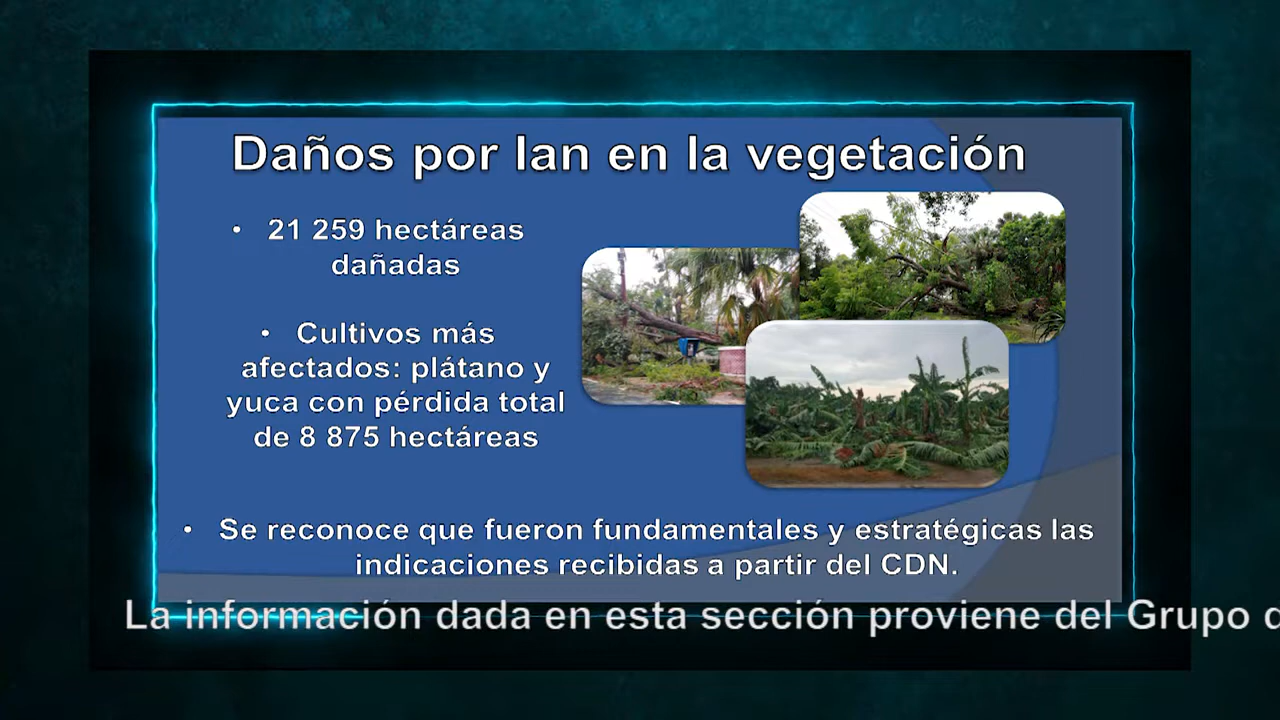 Daños por Ian en la vegetación
• 21 259 hectáreas
dañadas
• Cultivos más
afectados: plátano y
yuca con pérdida total
de 8 875 hectáreas
• Se reconoce que fueron fundamentales y estratégicas las
indicaciones recibidas a partir del CDN.
La información dada en esta sección proviene del Grupo